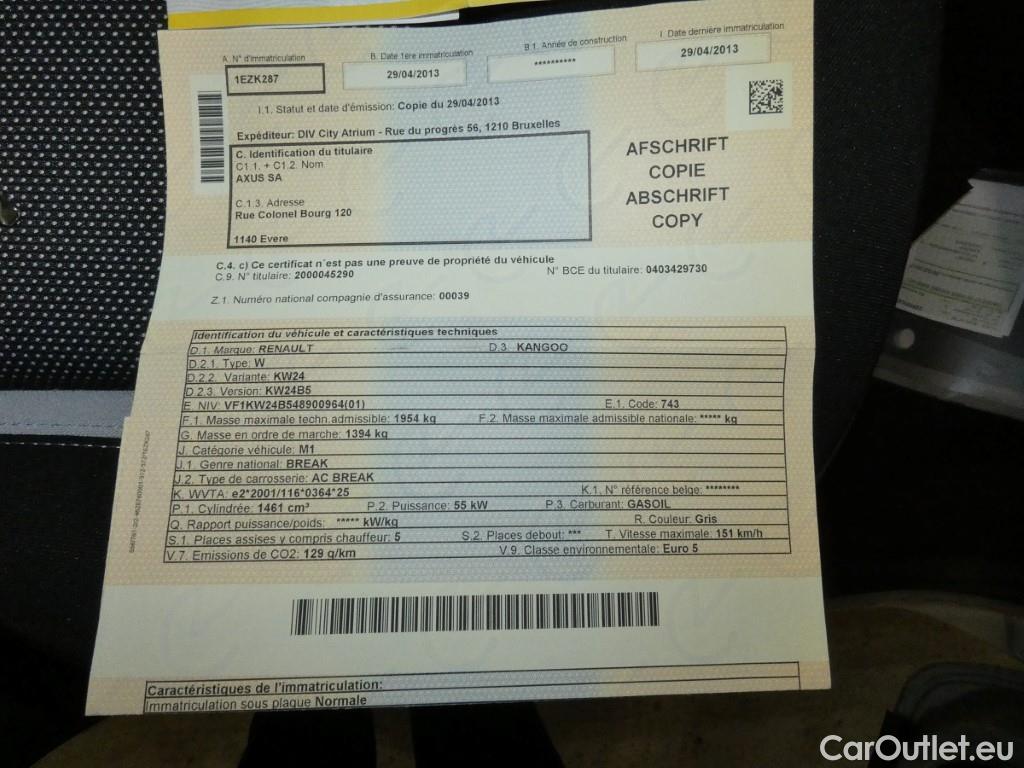 A. N° d'immatriculation
1EZK287
B. Date 1ère immatriculation
29/04/2013
B.1. Année de construction
**********
I. Date dernière immatriculation
29/04/2013
I.1. Statut et date d'émission: Copie du 29/04/2013
Expéditeur: DIV City Atrium - Rue du progrès 56, 1210 Bruxelles
C. Identification du titulaire
C1.1. + C1.2. Nom
AXUS SA
C.1.3. Adresse
Rue Colonel Bourg 120
1140 Evere
AFSCHRIFT
COPIE
ABSCHRIFT
COPY
C.4. c) Ce certificat n´est pas une preuve de propriété du véhicule
C.9. N° titulaire: 2000045290 N° BCE du titulaire: 0403429730
Z.1. Numéro national compagnie d'assurance: 00039
Identification du véhicule et caractéristiques techniques
D.1. Marque: RENAULT D.3. KANGOO
D.2.1. Type: W
D.2.2. Variante: KW24
D.2.3. Version: KW24B5
E. NIV: VF1KW24B548900964(01) E.1. Code: 743
F.1. Masse maximale techn.admissible: 1954 kg F.2. Masse maximale admissible nationale: ***** kg
G. Masse en ordre de marche: 1394 kg
J. Catégorie véhicule: M1
J.1. Genre national: BREAK
J.2. Type de carrosserie: AC BREAK
K. WVTA: e2*2001/116*0364*25 K.1. N° référence belge: ********
P.1. Cylindrée: 1461 cm³ P.2. Puissance: 55 kW P.3. Carburant: GASOIL
Q. Rapport puissance/poids: ***** kW/kg R. Couleur: Gris
S.1. Places assises y compris chauffeur: 5 S.2. Places debout: *** T. Vitesse maximale: 151 km/h
V.7. Emissions de CO2: 129 g/km V.9. Classe environnementale: Euro 5
Caractéristiques de l'immatriculation:
Immatriculation sous plaque Normale
CarOutlet.eu